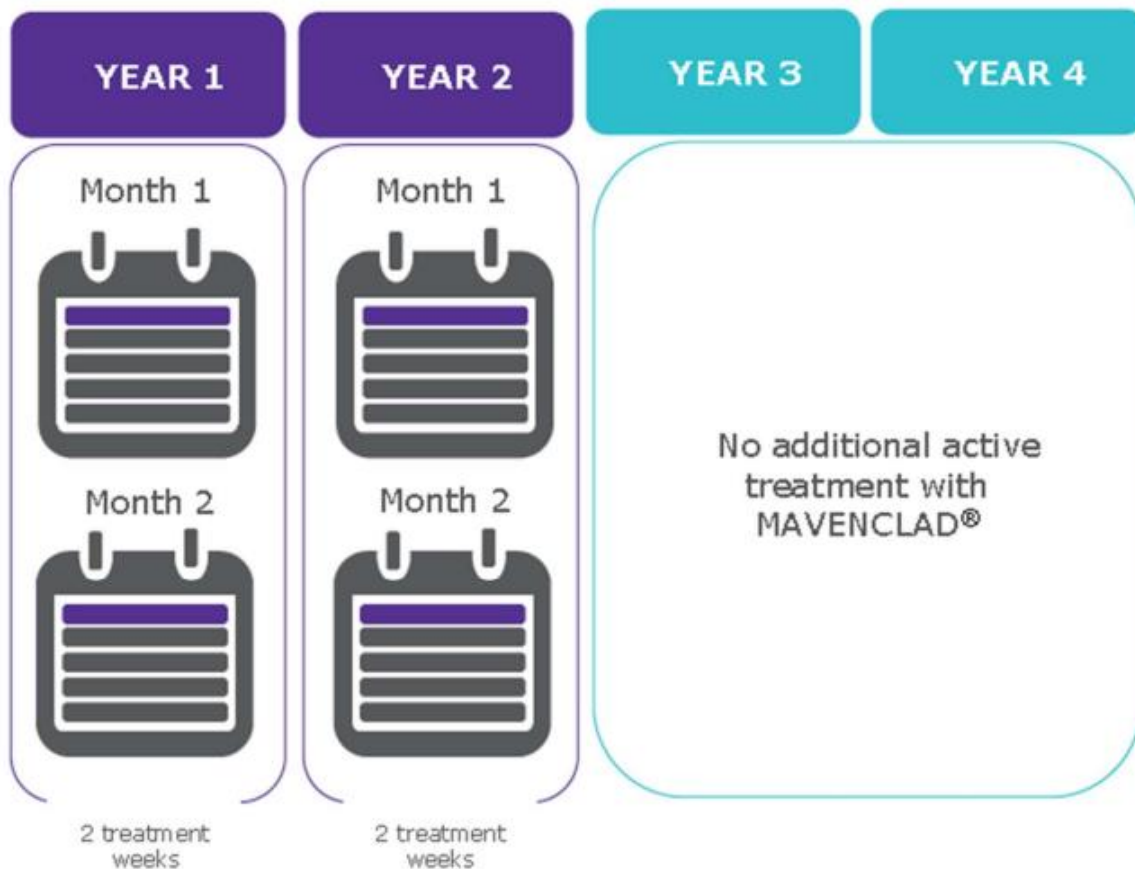 YEAR 1
YEAR 2
YEAR 3
YEAR 4
Month 1
Month 2
2 treatment
weeks
Month 1
Month 2
2 treatment
weeks
No additional active
treatment with
MAVENCLAD®